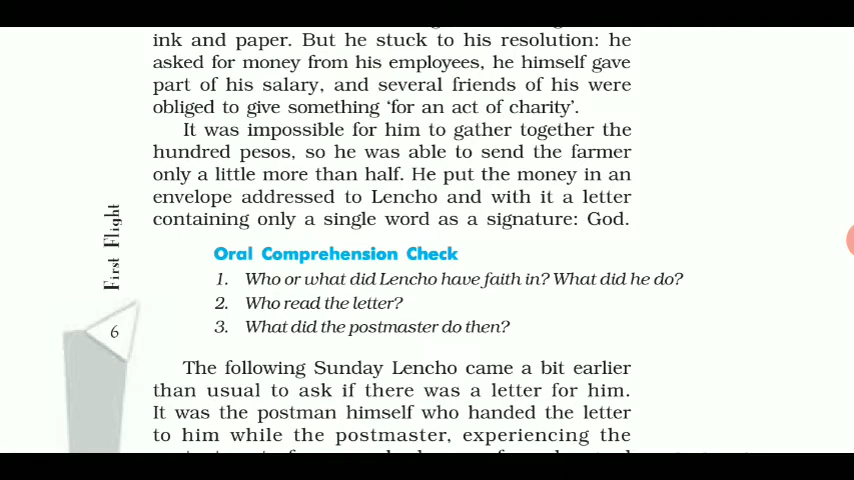 ink and paper. But he stuck to his resolution: he
asked for money from his employees, he himself gave
part of his salary, and several friends of his were
obliged to give something ‘for an act of charity’.
It was impossible for him to gather together the
hundred pesos, so he was able to send the farmer
only a little more than half. He put the money in an
envelope addressed to Lencho and with it a letter
containing only a single word as a signature: God.
First Flight
6
Oral Comprehension Check
1. Who or what did Lencho have faith in? What did he do?
2. Who read the letter?
3. What did the postmaster do then?
The following Sunday Lencho came a bit earlier
than usual to ask if there was a letter for him.
It was the postman himself who handed the letter
to him while the postmaster, experiencing the